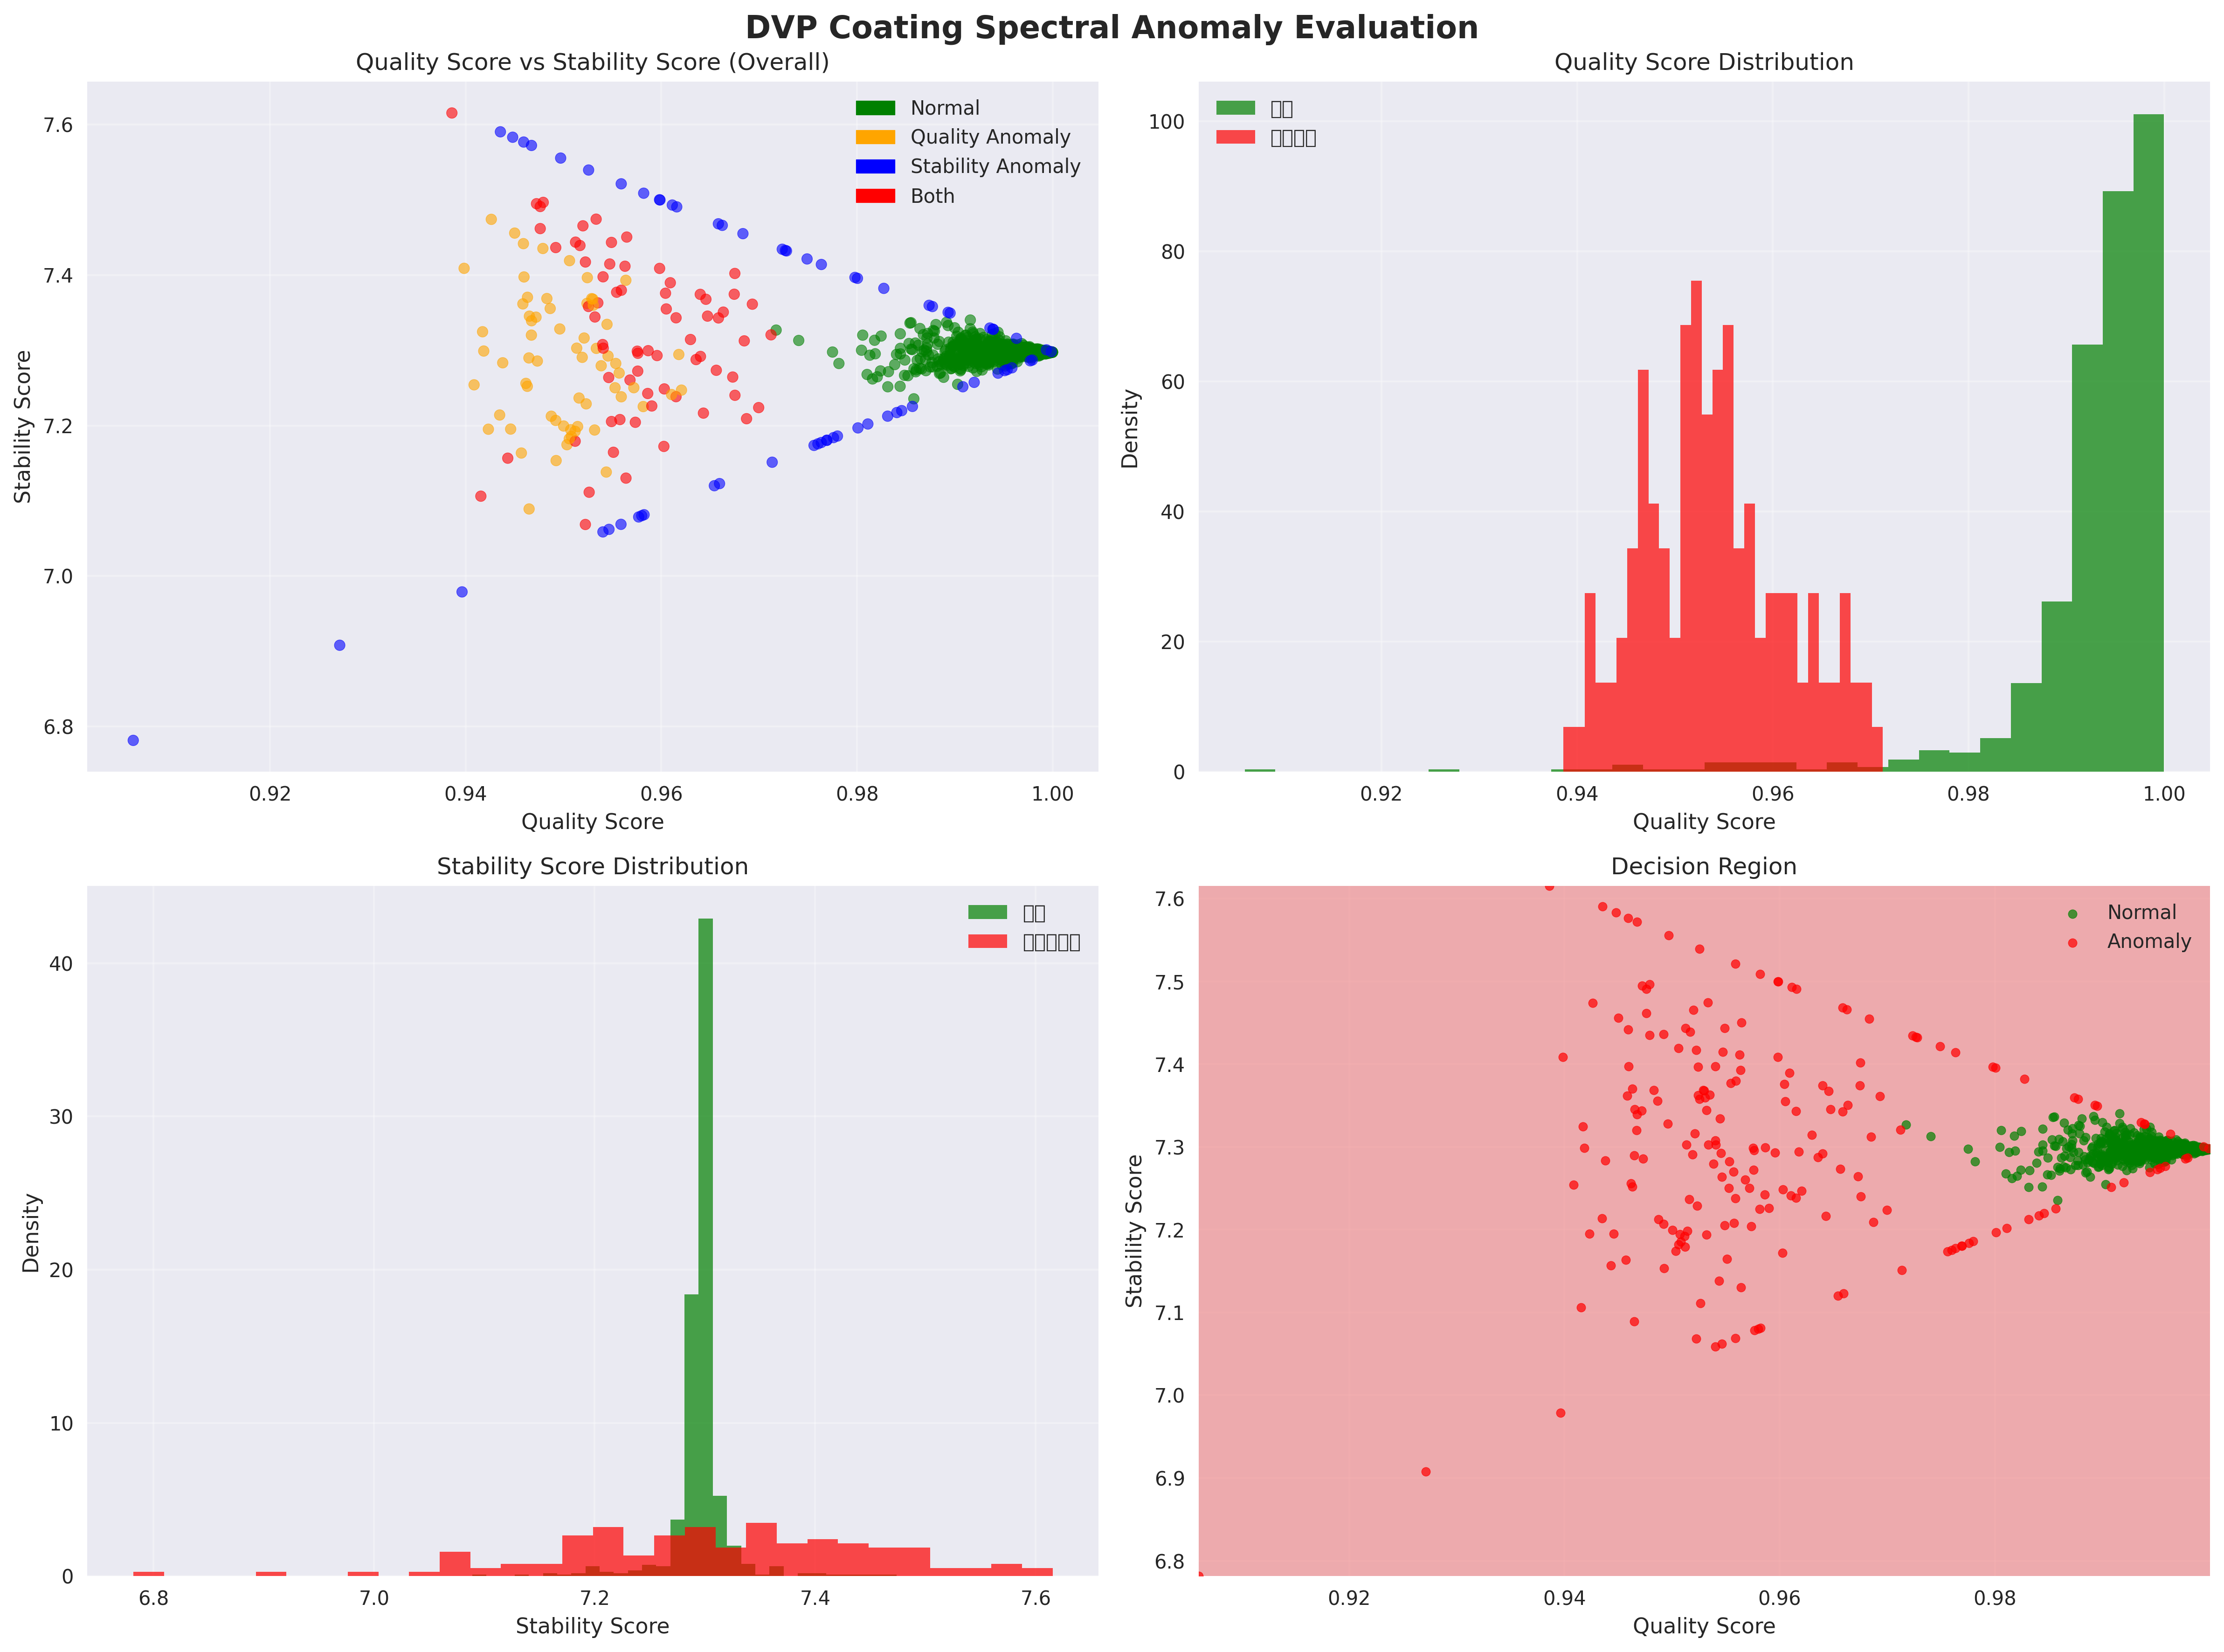 DVP Coating Spectral Anomaly Evaluation
Quality Score vs Stability Score (Overall)
Normal
Quality Anomaly
Stability Anomaly
Both
7.6
7.4
7.2
7.0
6.8
Stability Score
0.92 0.94 0.96 0.98 1.00
Quality Score
Quality Score Distribution
100
80
60
40
20
0
Density
0.92 0.94 0.96 0.98 1.00
Quality Score
Stability Score Distribution
40
30
20
10
0
Density
6.8 7.0 7.2 7.4 7.6
Stability Score
Decision Region
Normal
Anomaly
7.6
7.5
7.4
7.3
7.2
7.1
7.0
6.9
6.8
Stability Score
0.92 0.94 0.96 0.98
Quality Score